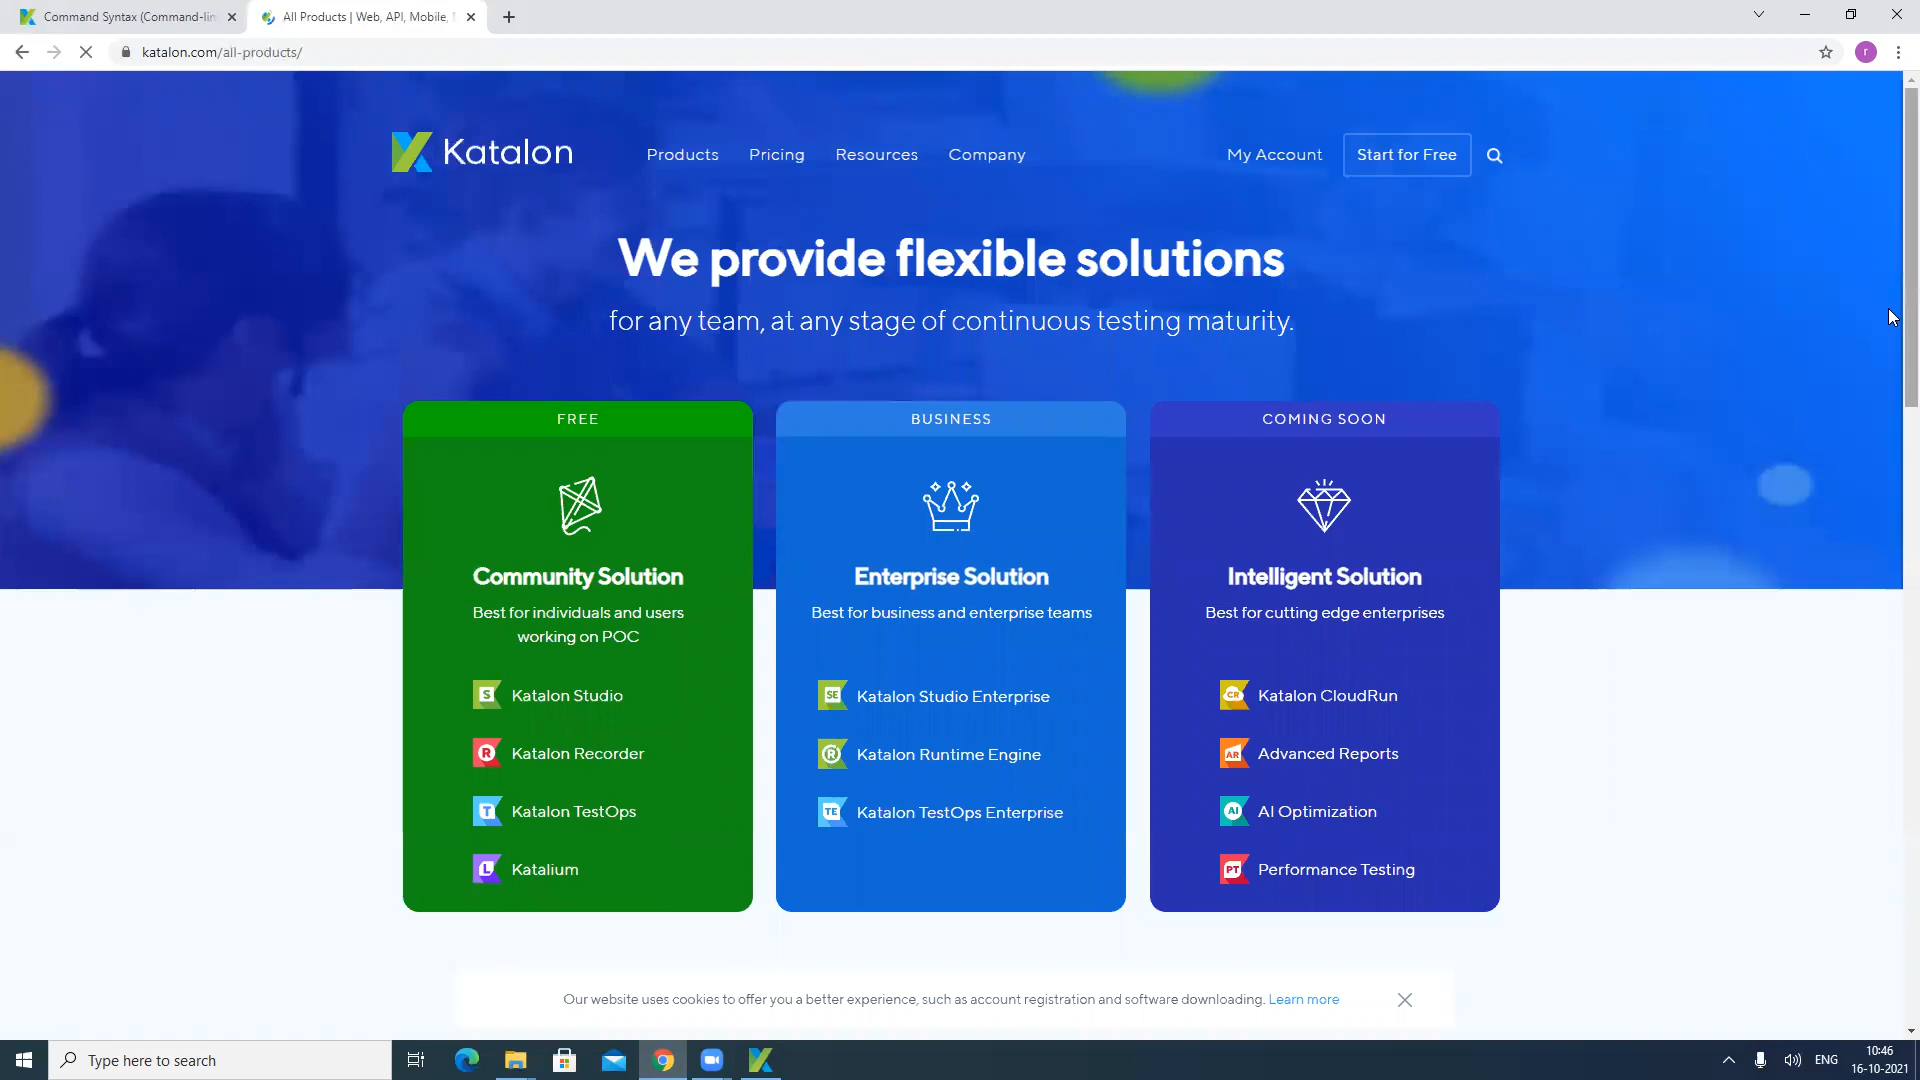 Command Syntax (Command-lin
All Products | Web, API, Mobile,
katalon.com/all-products/
r
Katalon
Products
Pricing
Resources
Company
My Account
Start for Free
We provide flexible solutions
for any team, at any stage of continuous testing maturity.
FREE
Community Solution
Best for individuals and users
working on POC
S Katalon Studio
R Katalon Recorder
T Katalon TestOps
L Katalium
BUSINESS
Enterprise Solution
Best for business and enterprise teams
SE Katalon Studio Enterprise
R Katalon Runtime Engine
TE Katalon TestOps Enterprise
COMING SOON
Intelligent Solution
Best for cutting edge enterprises
CR Katalon CloudRun
AR Advanced Reports
AI AI Optimization
PT Performance Testing
Our website uses cookies to offer you a better experience, such as account registration and software downloading. Learn more
Type here to search
ENG
10:46
16-10-2021